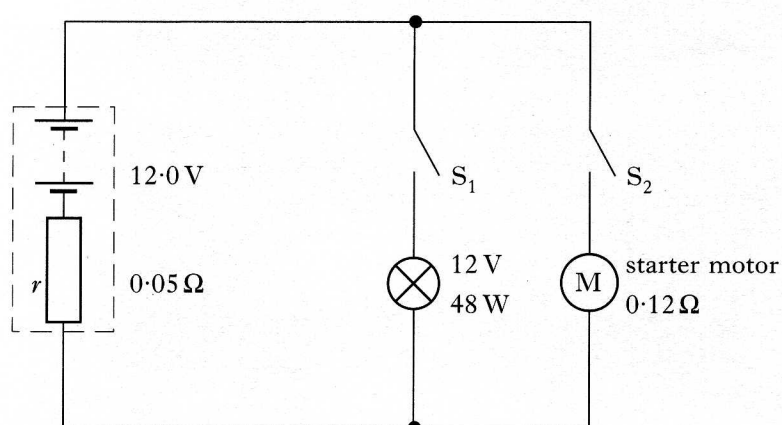 12·0 V
r
0·05 Ω
S₁
S₂
12 V
48 W
M
starter motor
0·12 Ω